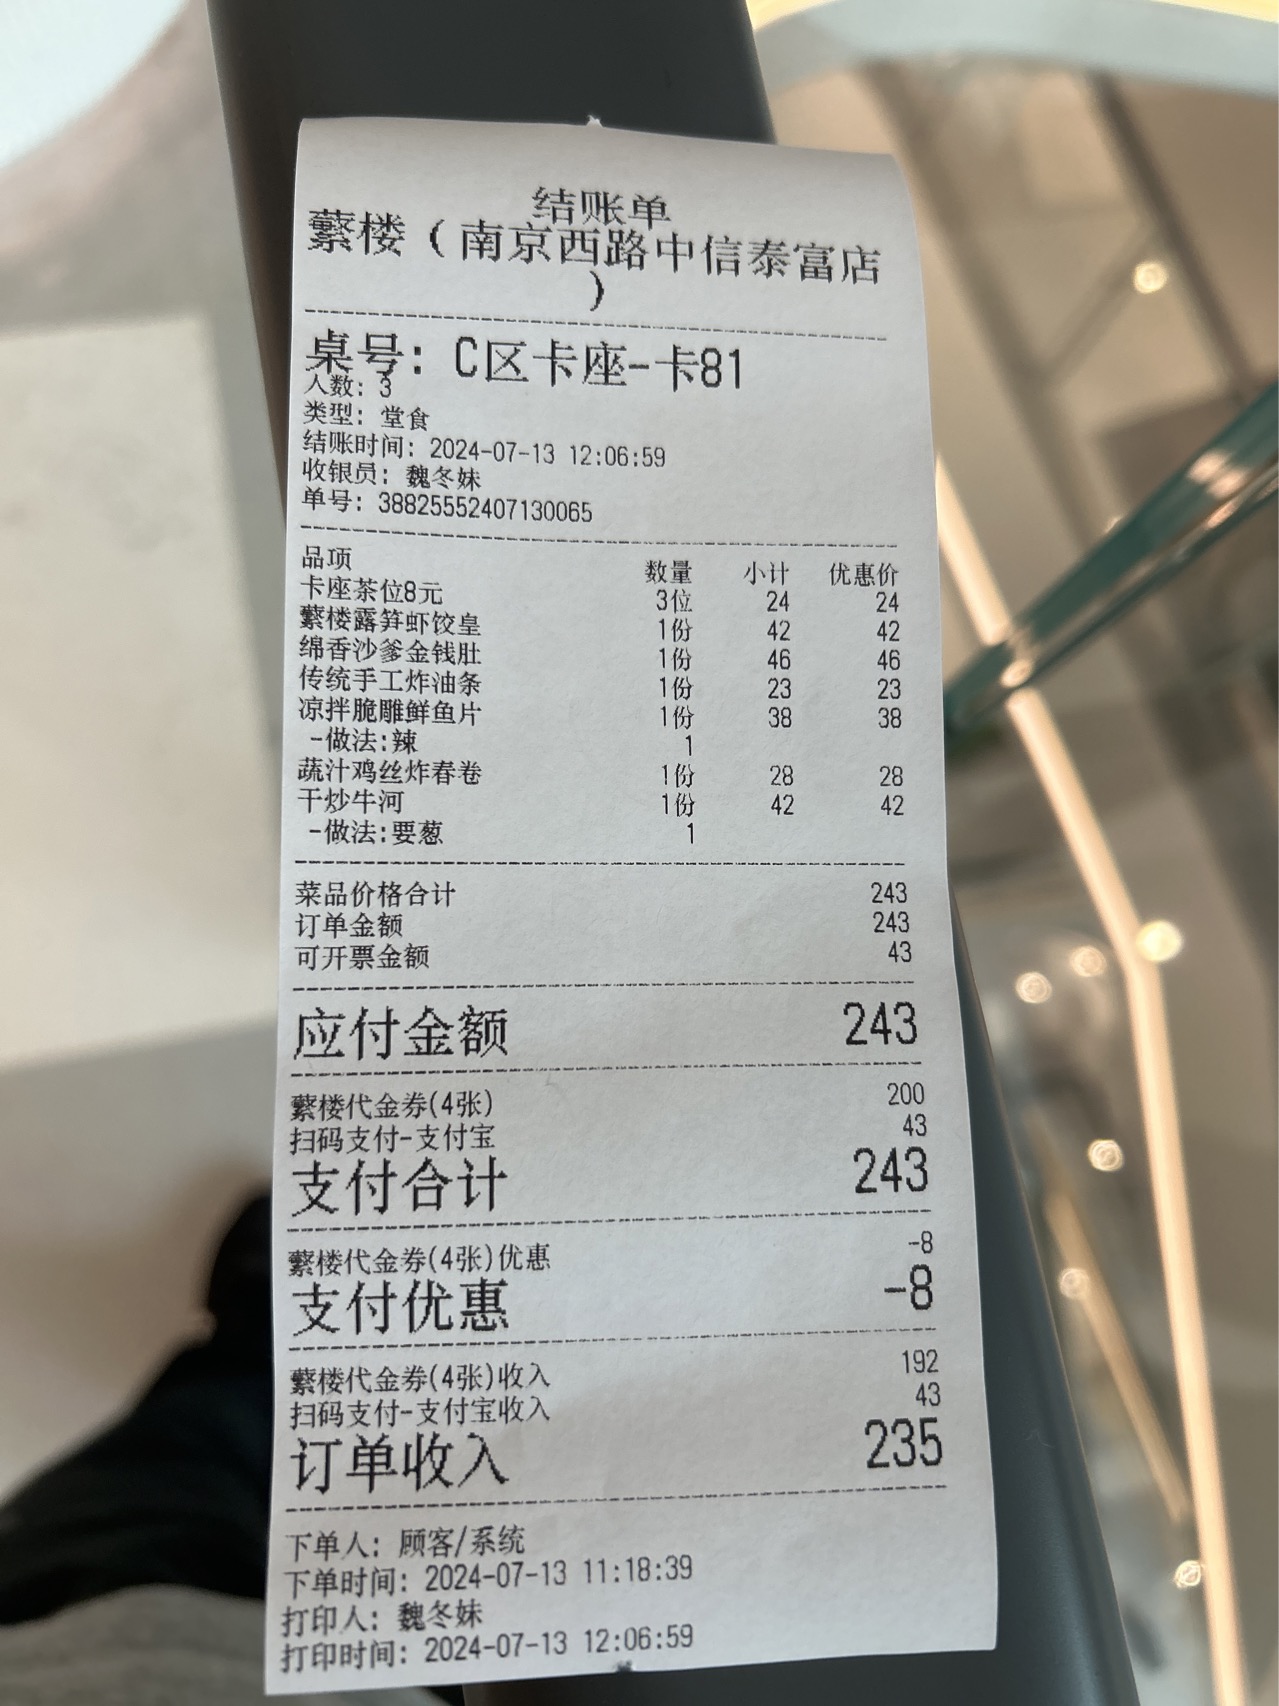 结账单
蘩楼（南京西路中信泰富店
）
桌号: C区卡座-卡81
人数: 3
类型: 堂食
结账时间: 2024-07-13 12:06:59
收银员: 魏冬妹
单号: 38825552407130065
品项 数量 小计 优惠价
卡座茶位8元 3位 24 24
蘩楼露笋虾饺皇 1份 42 42
绵香沙爹金钱肚 1份 46 46
传统手工炸油条 1份 23 23
凉拌脆雕鲜鱼片 1份 38 38
-做法:辣 1
蔬汁鸡丝炸春卷 1份 28 28
干炒牛河 1份 42 42
-做法:要葱 1
菜品价格合计 243
订单金额 243
可开票金额 43
应付金额 243
蘩楼代金券(4张) 200
扫码支付-支付宝 43
支付合计 243
蘩楼代金券(4张)优惠 -8
支付优惠 -8
蘩楼代金券(4张)收入 192
扫码支付-支付宝收入 43
订单收入 235
下单人: 顾客/系统
下单时间: 2024-07-13 11:18:39
打印人: 魏冬妹
打印时间: 2024-07-13 12:06:59